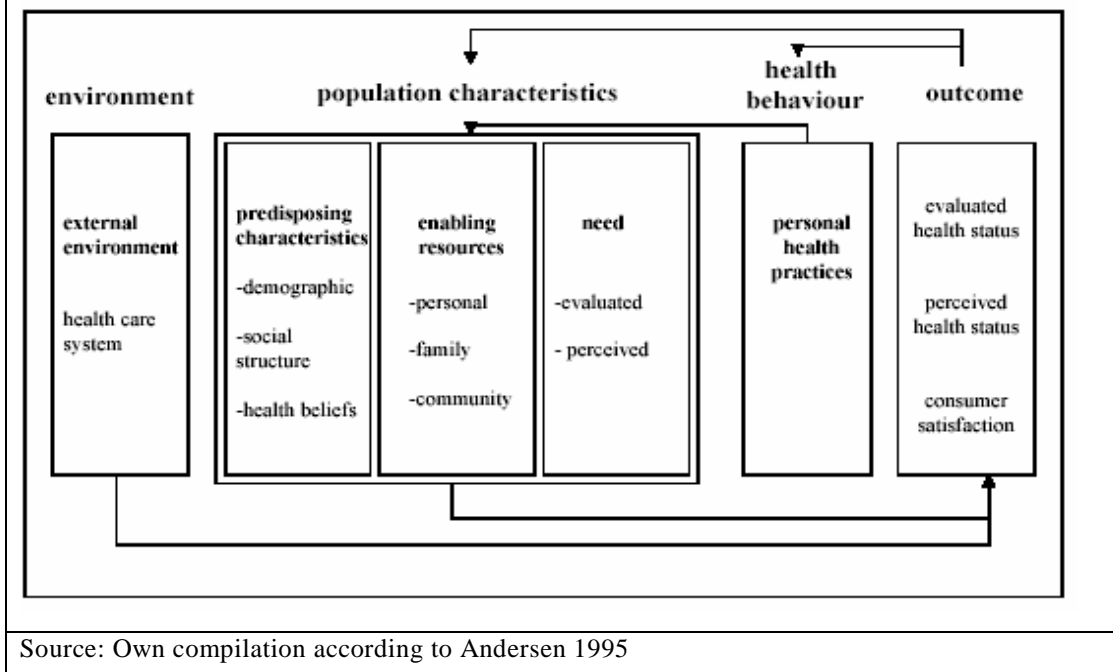 environment
population characteristics
health
behaviour
outcome
external
environment
health care
system
predisposing
characteristics
-demographic
-social
structure
-health beliefs
enabling
resources
-personal
-family
-community
need
-evaluated
- perceived
personal
health
practices
evaluated
health status
perceived
health status
consumer
satisfaction
Source: Own compilation according to Andersen 1995